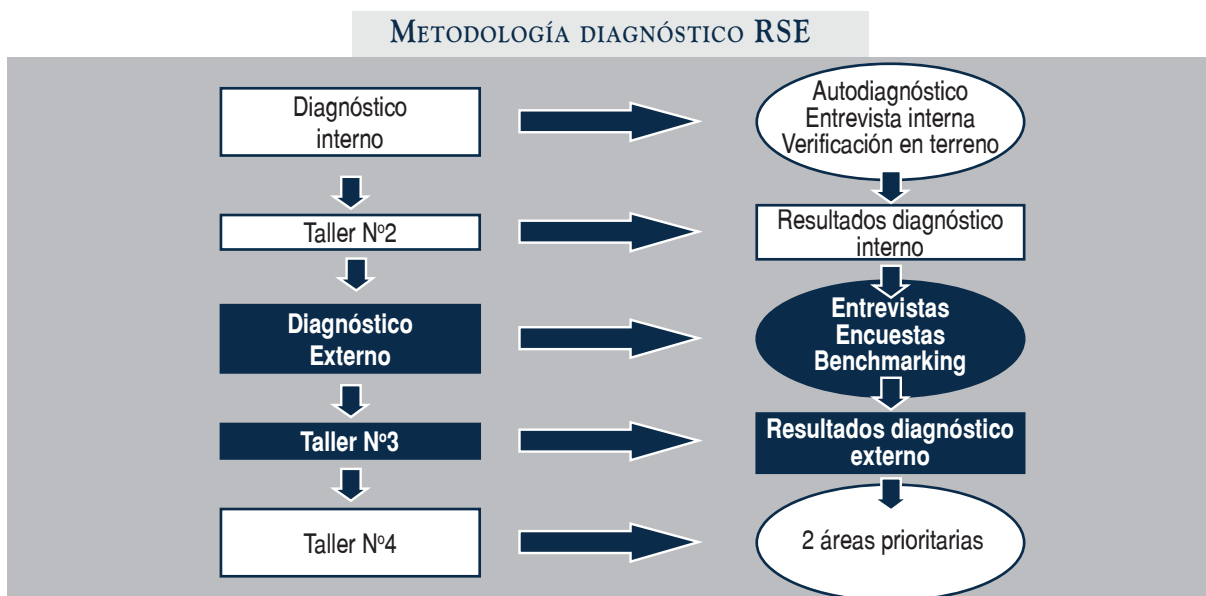 METODOLOGÍA DIAGNÓSTICO RSE
Diagnóstico
interno
Autodiagnóstico
Entrevista interna
Verificación en terreno
Taller Nº2
Resultados diagnóstico
interno
Diagnóstico
Externo
Entrevistas
Encuestas
Benchmarking
Taller Nº3
Resultados diagnóstico
externo
Taller Nº4
2 áreas prioritarias